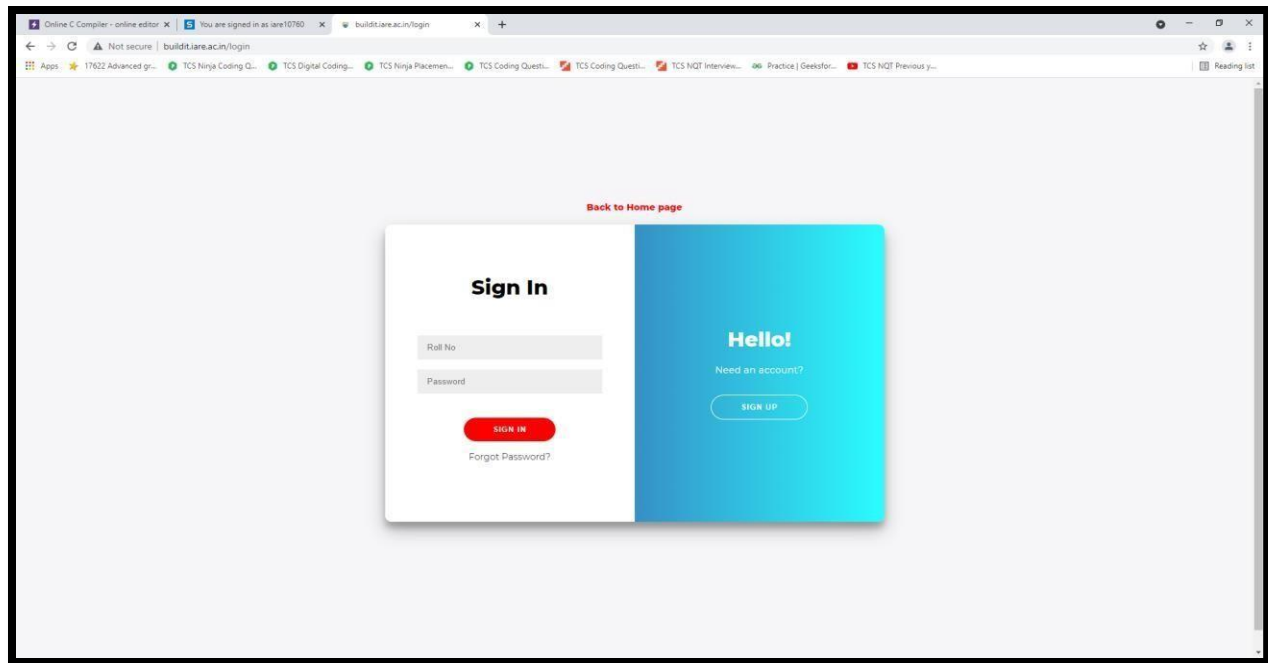 Online C Compiler - online editor
You are signed in as iare10760
buildit.iare.ac.in/login
Not secure | buildit.iare.ac.in/login
Apps 17622 Advanced gr... TCS Ninja Coding Q... TCS Digital Coding... TCS Ninja Placemen... TCS Coding Questi... TCS Coding Questi... TCS NQT Interview... Practice | Geeksfor... TCS NQT Previous y... Reading list
Back to Home page
Sign In
Roll No
Password
SIGN IN
Forgot Password?
Hello!
Need an account?
SIGN UP